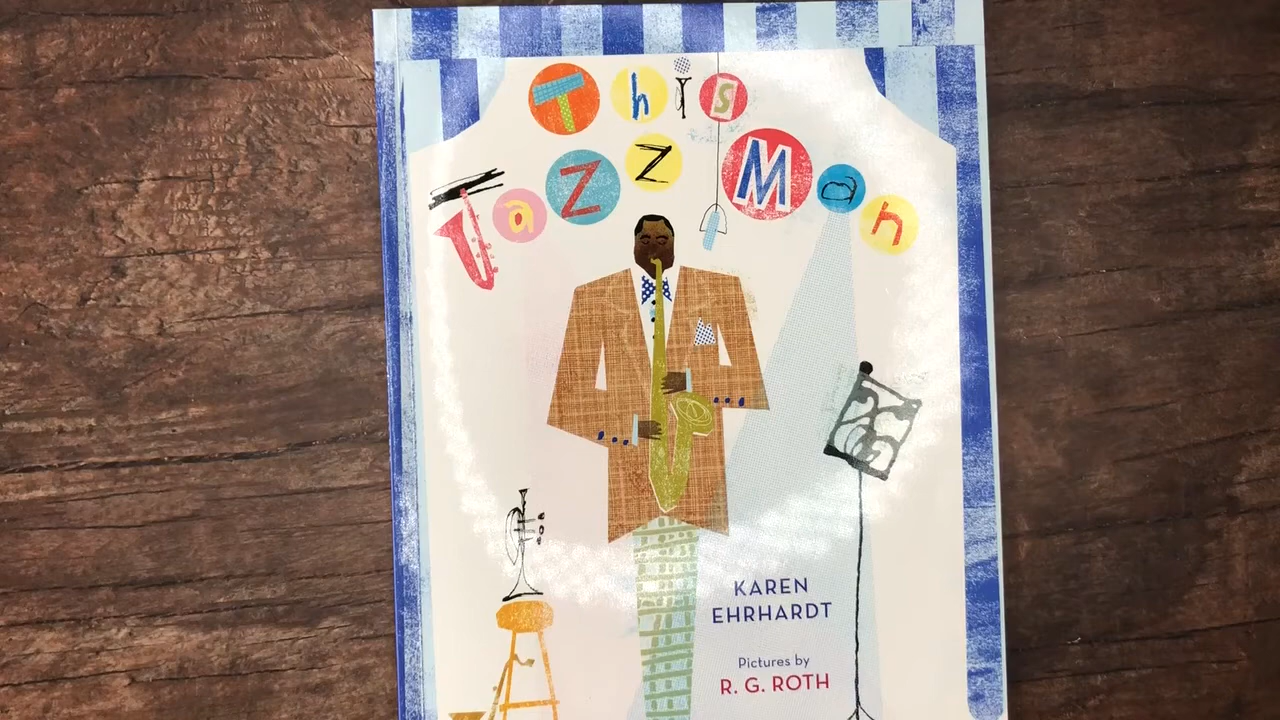 This
Jazz Man
KAREN
EHRHARDT
Pictures by
R. G. ROTH